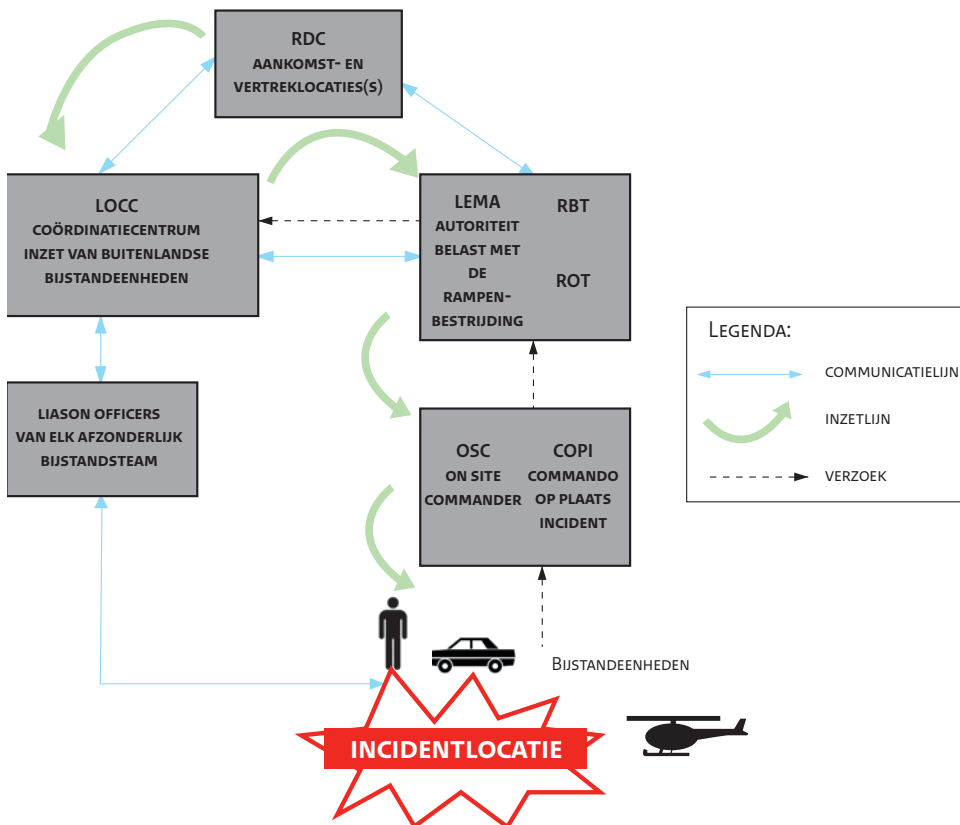 RDC
AANKOMST- EN
VERTREKLOCATIES(S)
LOCC
COÖRDINATIECENTRUM
INZET VAN BUITENLANDSE
BIJSTANDEENHEDEN
LEMA
AUTORITEIT
BELAST MET
DE
RAMPEN-
BESTRIJDING
RBT
ROT
LEGENDA:
COMMUNICATIELIJN
INZETLIJN
VERZOEK
LIASON OFFICERS
VAN ELK AFZONDERLIJK
BIJSTANDSTEAM
OSC
ON SITE
COMMANDER
COPI
COMMANDO
OP PLAATS
INCIDENT
BIJSTANDEENHEDEN
INCIDENTLOCATIE